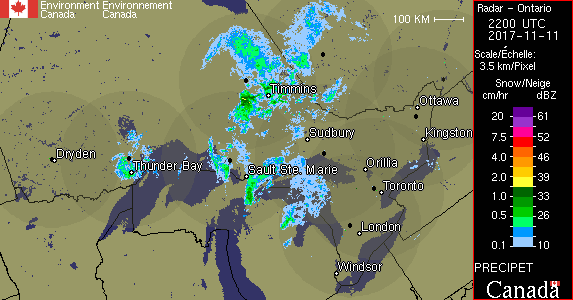 Environment Environnement
Canada Canada
100 KM
Timmins
Ottawa
Sudbury
Kingston
Dryden
Thunder Bay
Sault Ste. Marie
Orillia
Toronto
London
Windsor
Radar - Ontario
2200 UTC
2017-11-11
Scale/Échelle:
3.5 km/Pixel
Snow/Neige
cm/hr dBZ
20 61
7.5 52
4.0 46
2.0 39
1.0 33
0.5 26
0.1 10
PRECIPET
Canada